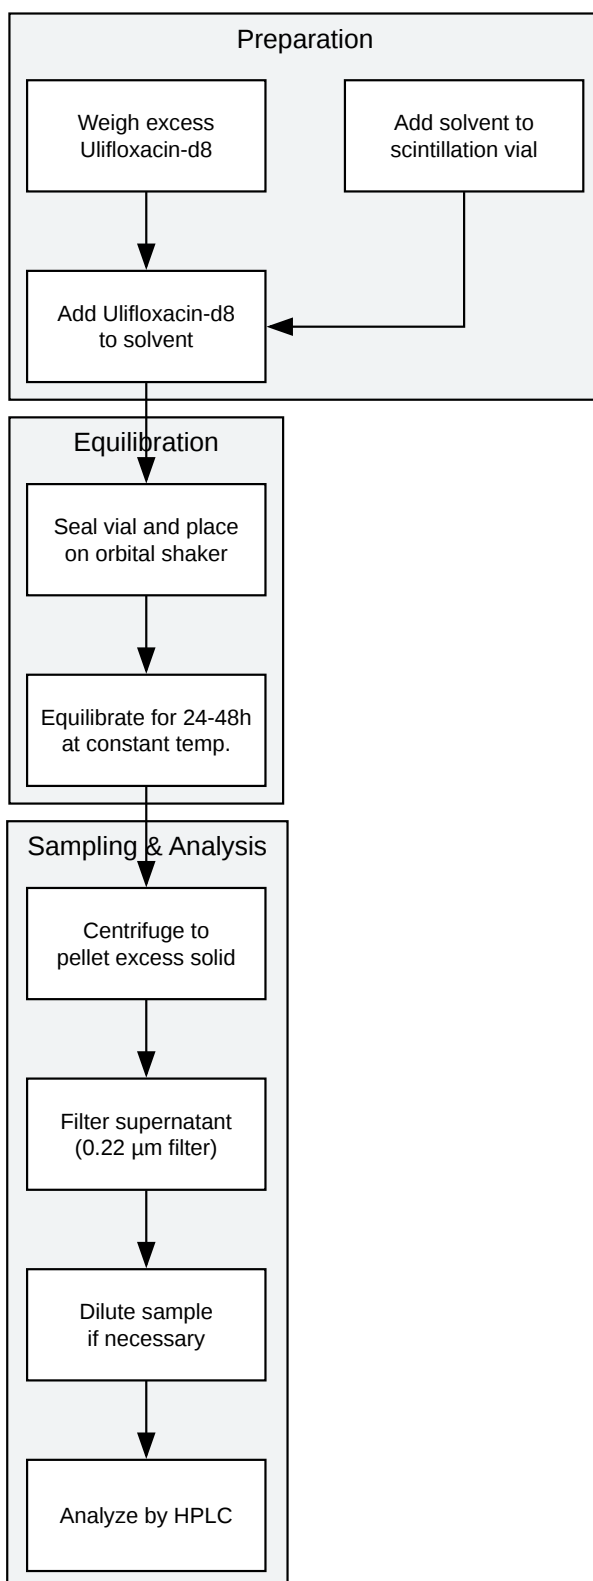 Preparation
Weigh excess
Ulifloxacin-d8
Add solvent to
scintillation vial
Add Ulifloxacin-d8
to solvent
Equilibration
Seal vial and place
on orbital shaker
Equilibrate for 24-48h
at constant temp.
Sampling & Analysis
Centrifuge to
pellet excess solid
Filter supernatant
(0.22 µm filter)
Dilute sample
if necessary
Analyze by HPLC